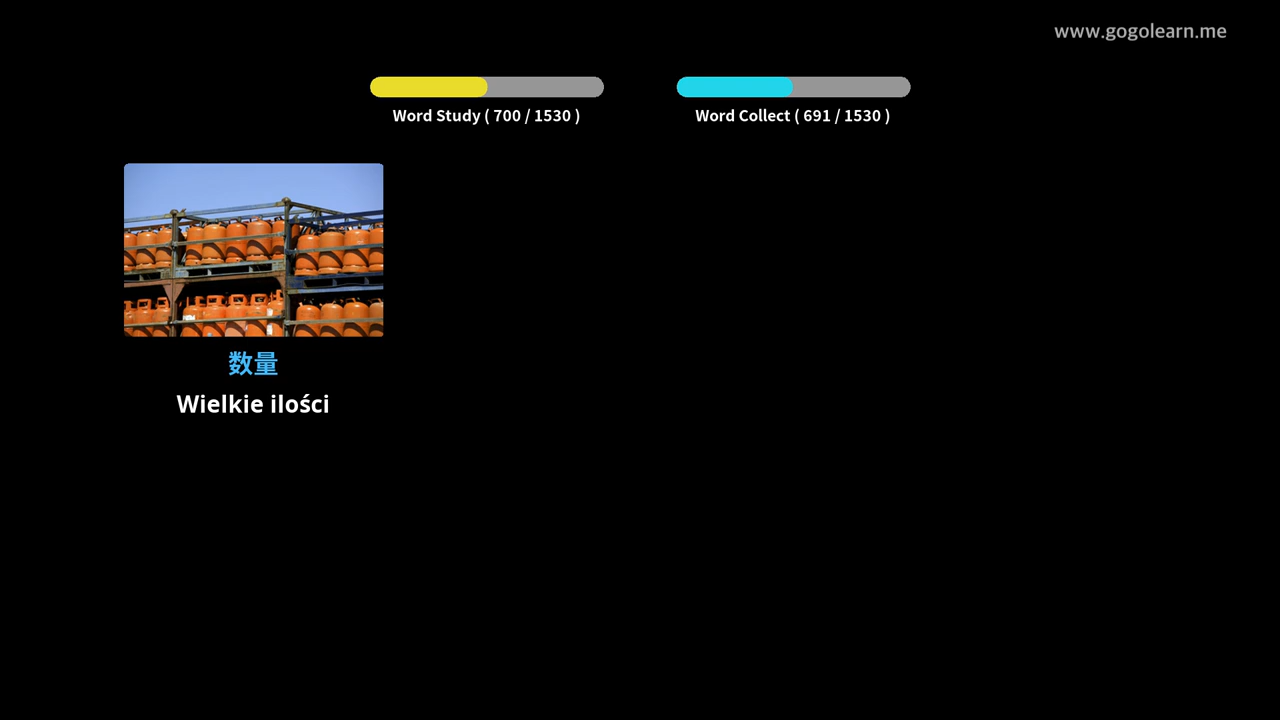 www.gogolearn.me
Word Study ( 700 / 1530 )
Word Collect ( 691 / 1530 )
数量
Wielkie ilości